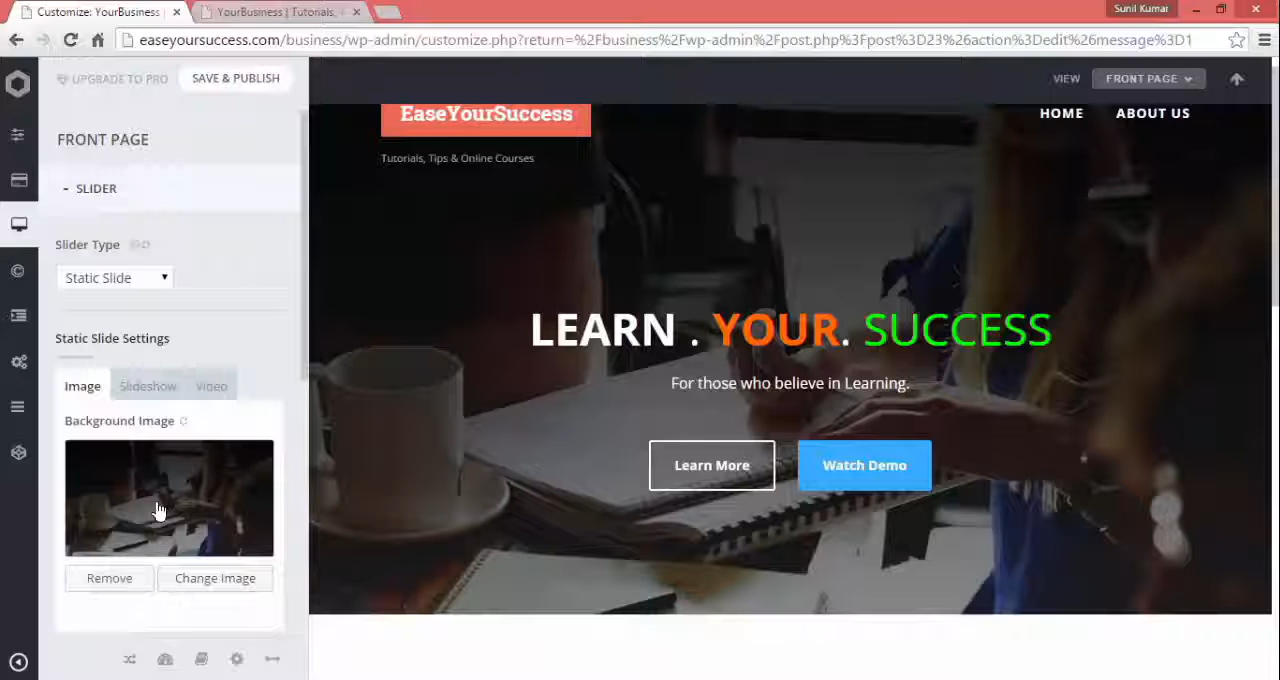 Customize: YourBusiness
YourBusiness | Tutorials,
Sunil Kumar
easeyoursuccess.com/business/wp-admin/customize.php?return=%2Fbusiness%2Fwp-admin%2Fpost.php%3Fpost%3D23%26action%3Dedit%26message%3D1
UPGRADE TO PRO
SAVE & PUBLISH
VIEW
FRONT PAGE
FRONT PAGE
- SLIDER
Slider Type
Static Slide
Static Slide Settings
Image
Slideshow
Video
Background Image
Remove
Change Image
EaseYourSuccess
Tutorials, Tips & Online Courses
HOME
ABOUT US
LEARN . YOUR. SUCCESS
For those who believe in Learning.
Learn More
Watch Demo